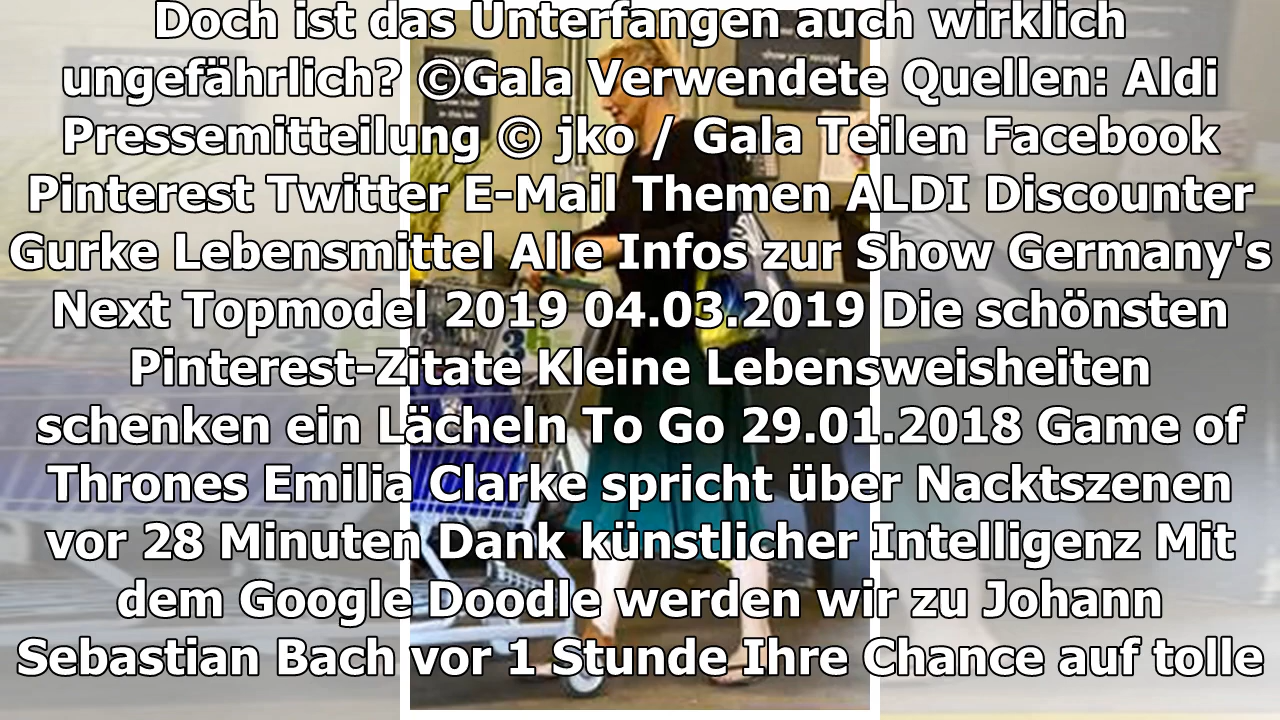 Doch ist das Unterfangen auch wirklich
ungefährlich? ©Gala Verwendete Quellen: Aldi
Pressemitteilung © jko / Gala Teilen Facebook
Pinterest Twitter E-Mail Themen ALDI Discounter
Gurke Lebensmittel Alle Infos zur Show Germany's
Next Topmodel 2019 04.03.2019 Die schönsten
Pinterest-Zitate Kleine Lebensweisheiten
schenken ein Lächeln To Go 29.01.2018 Game of
Thrones Emilia Clarke spricht über Nacktszenen
vor 28 Minuten Dank künstlicher Intelligenz Mit
dem Google Doodle werden wir zu Johann
Sebastian Bach vor 1 Stunde Ihre Chance auf tolle